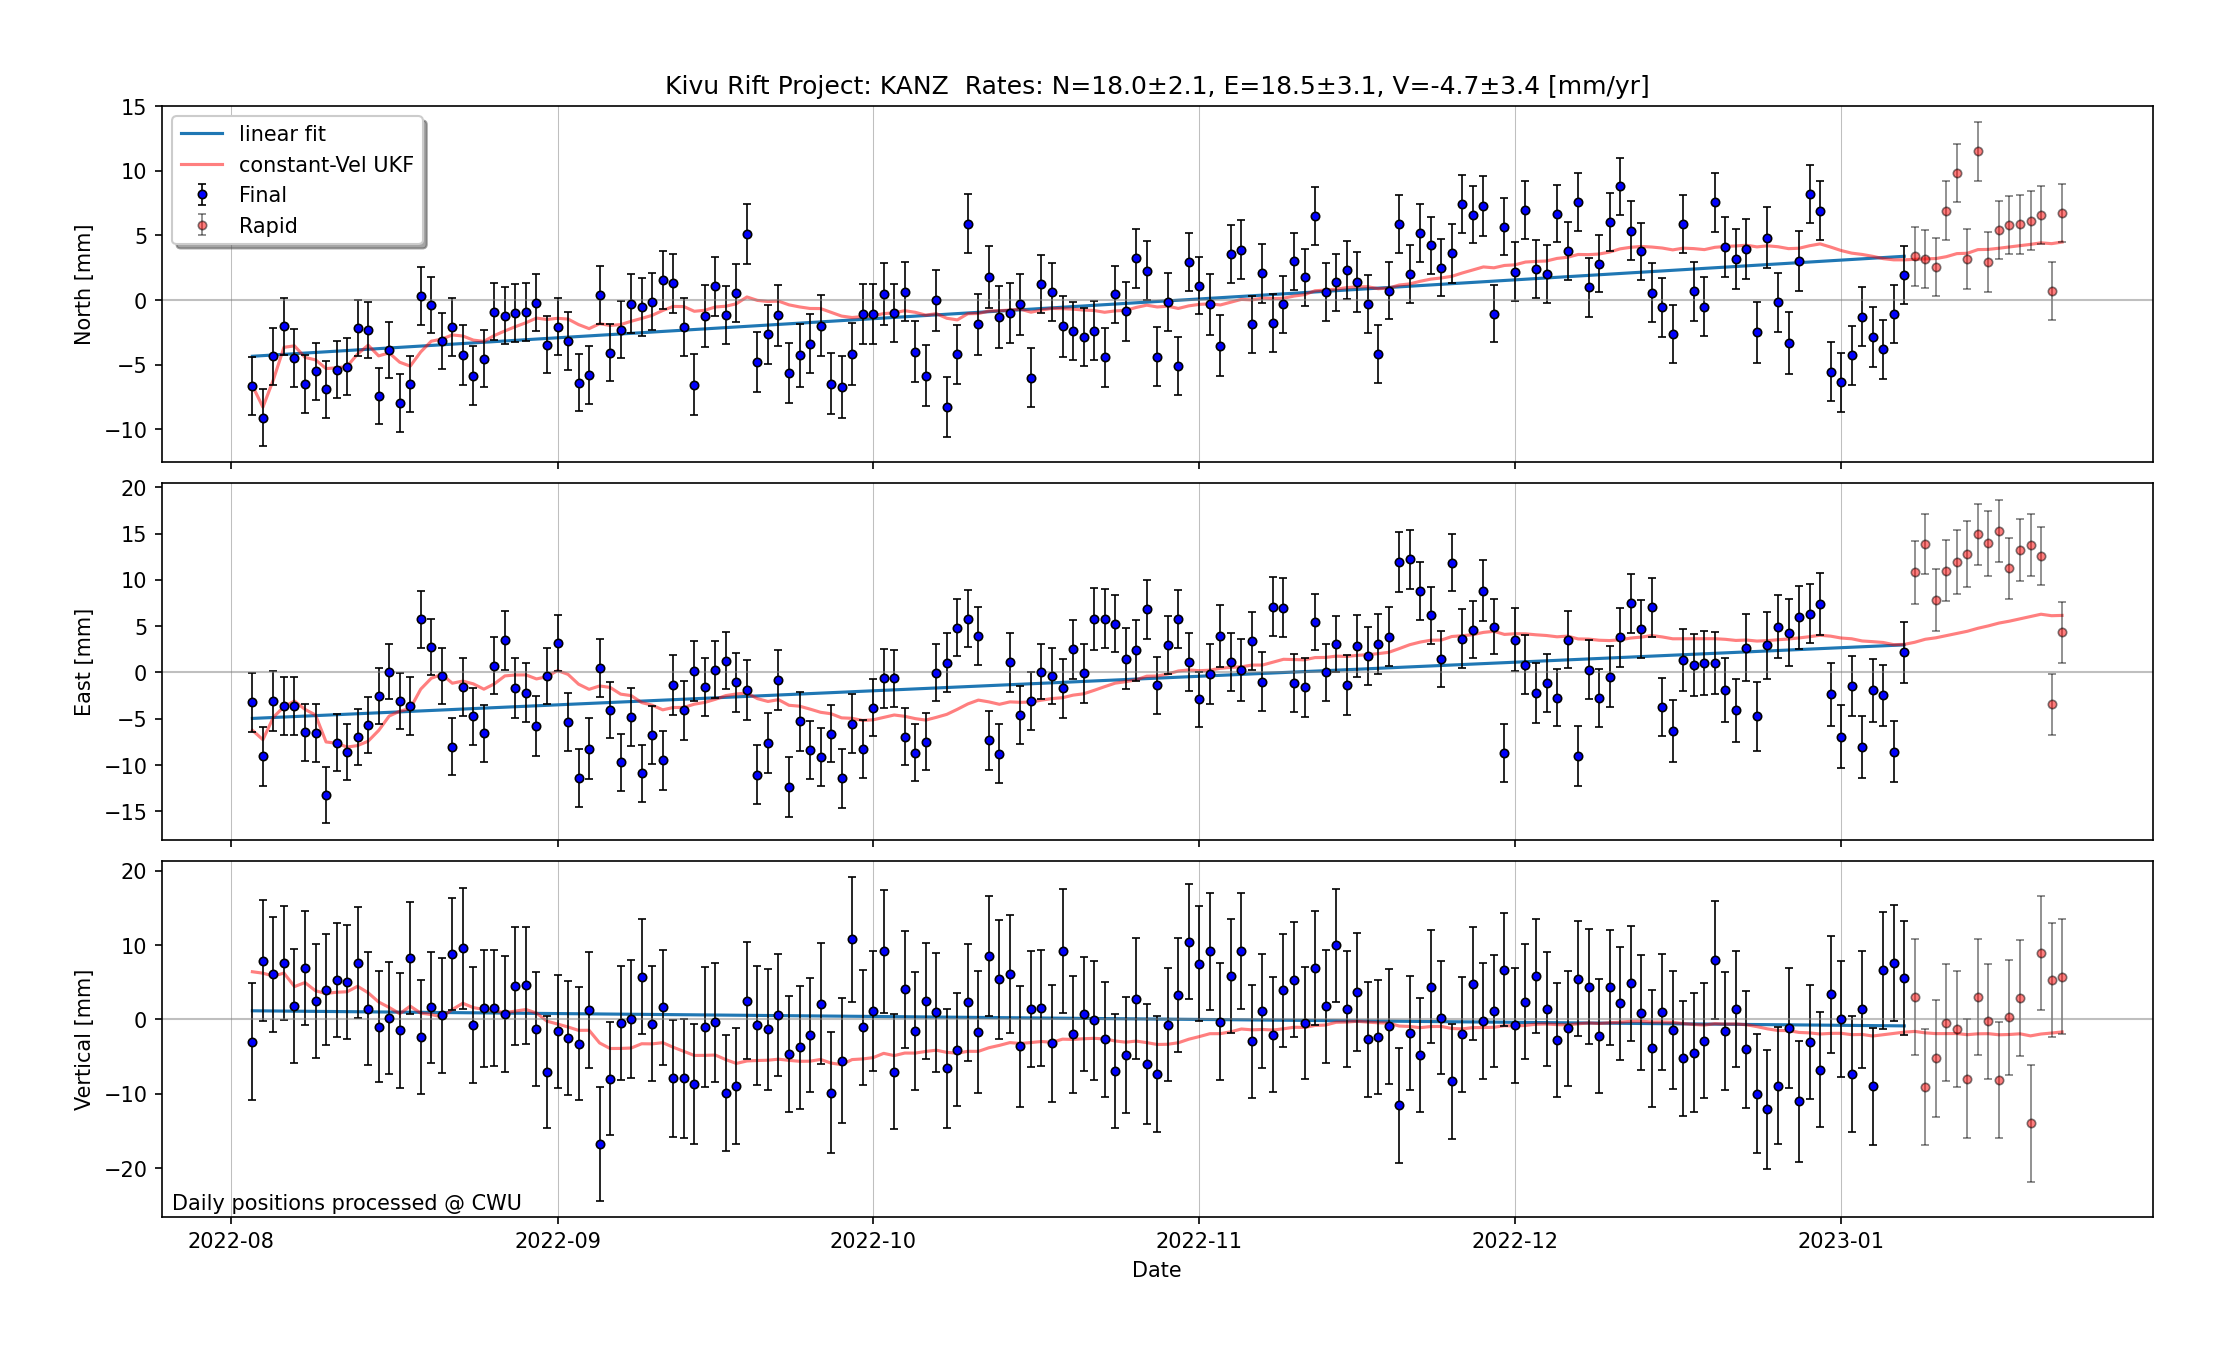 Kivu Rift Project: KANZ  Rates: N=18.0±2.1, E=18.5±3.1, V=-4.7±3.4 [mm/yr]
linear fit
constant-Vel UKF
Final
Rapid
North [mm]
15
10
5
0
−5
−10
East [mm]
20
15
10
5
0
−5
−10
−15
Vertical [mm]
20
10
0
−10
−20
Daily positions processed @ CWU
2022-08 2022-09 2022-10 2022-11 2022-12 2023-01
Date